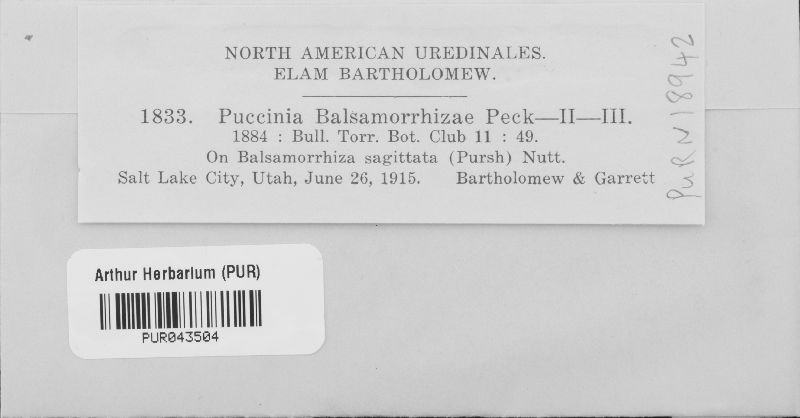 NORTH AMERICAN UREDINALES.
ELAM BARTHOLOMEW.
1833. Puccinia Balsamorrhizae Peck—II—III.
1884 : Bull. Torr. Bot. Club 11 : 49.
On Balsamorrhiza sagittata (Pursh) Nutt.
Salt Lake City, Utah, June 26, 1915. Bartholomew & Garrett
PUR N18942
Arthur Herbarium (PUR)
PUR043504